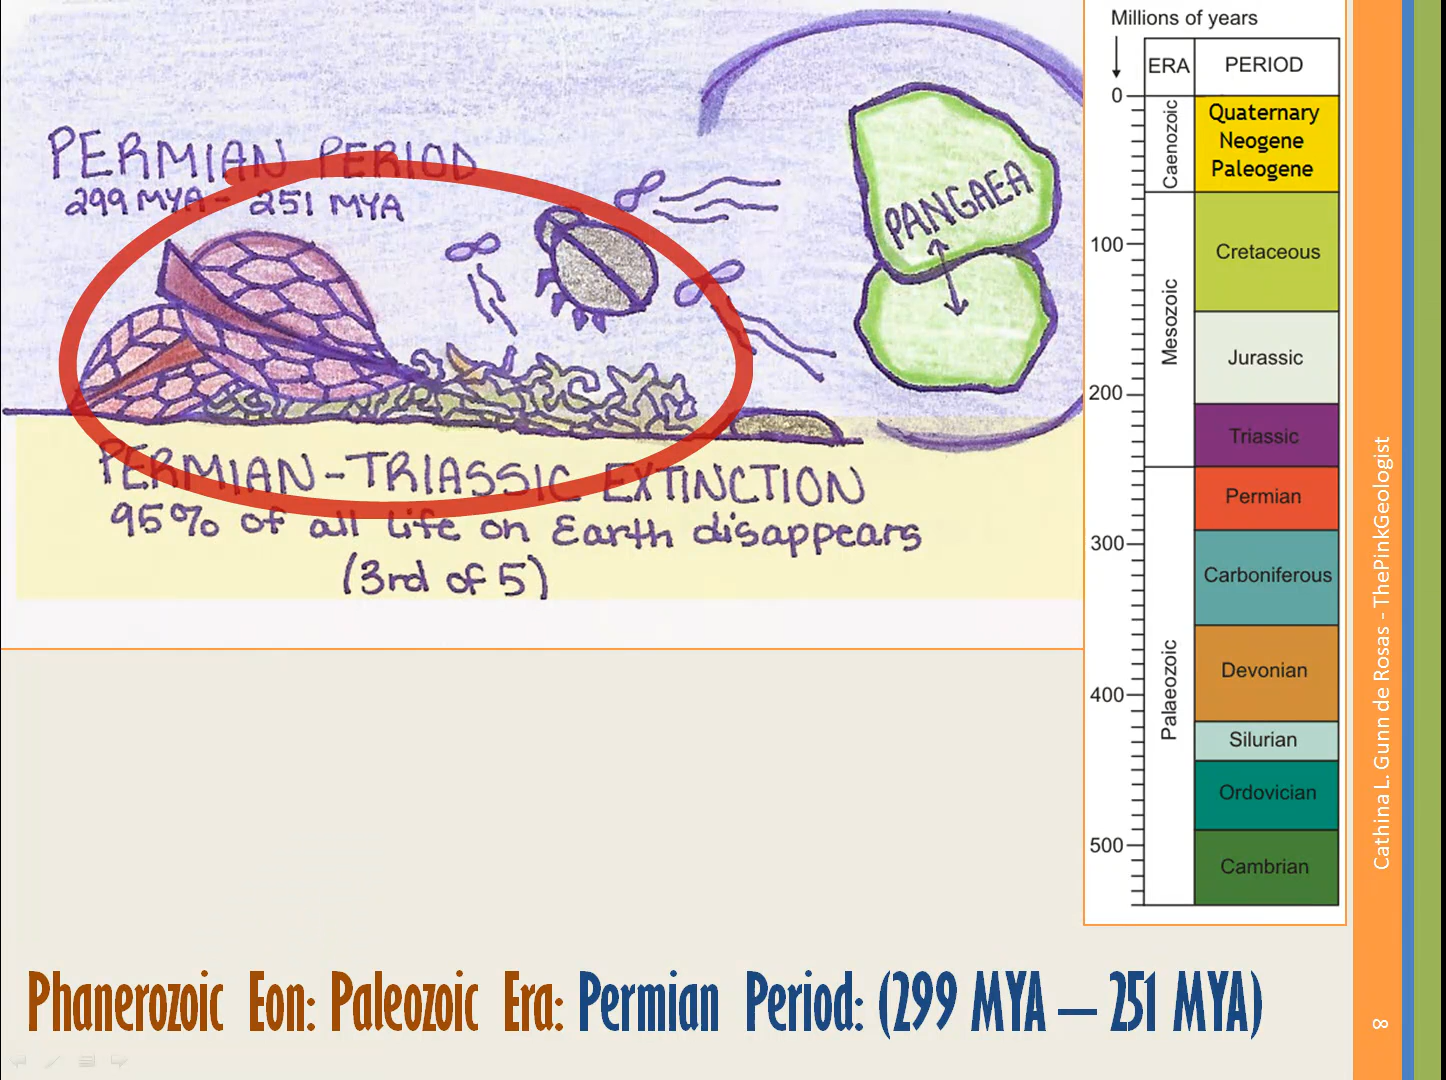 PERMIAN PERIOD
299 MYA - 251 MYA
PANGAEA
PERMIAN-TRIASSIC EXTINCTION
95% of all life on Earth disappears
(3rd of 5)
Millions of years
ERA PERIOD
0
100
200
300
400
500
Caenozoic
Mesozoic
Palaeozoic
Quaternary
Neogene
Paleogene
Cretaceous
Jurassic
Triassic
Permian
Carboniferous
Devonian
Silurian
Ordovician
Cambrian
Cathina L. Gunn de Rosas - ThePinkGeologist
8
Phanerozoic Eon: Paleozoic Era: Permian Period: (299 MYA – 251 MYA)